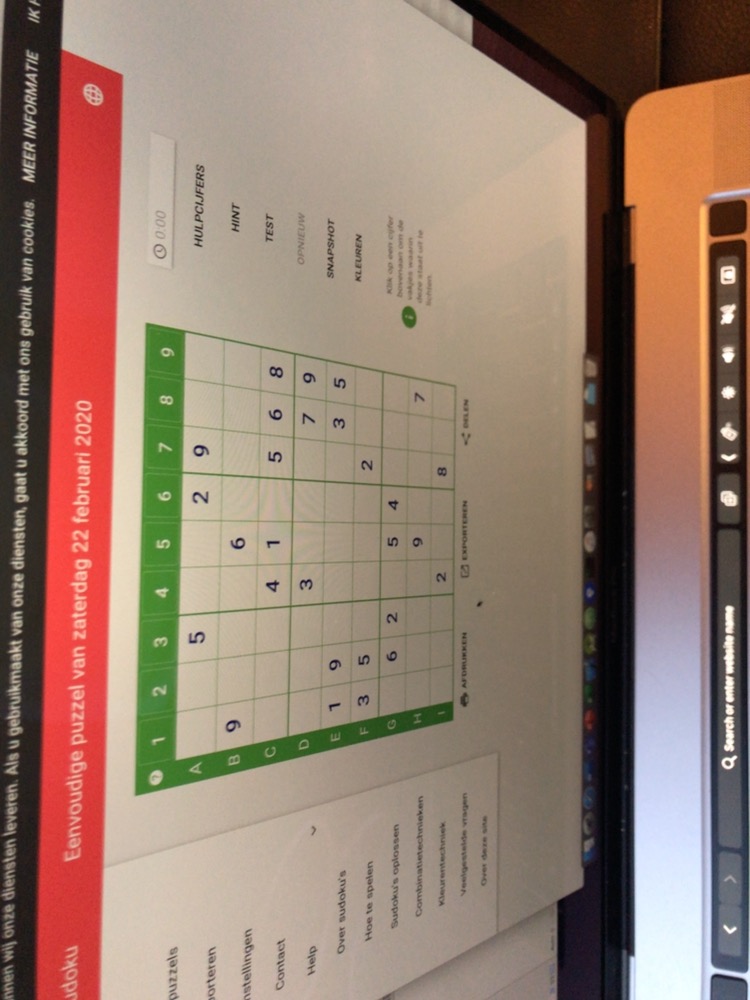 innen wij onze diensten leveren. Als u gebruikmaakt van onze diensten, gaat u akkoord met ons gebruik van cookies. MEER INFORMATIE IK
udoku
Eenvoudige puzzel van zaterdag 22 februari 2020
puzzels
orteren
nstellingen
Contact
Help
Over sudoku's
Hoe te spelen
Sudoku's oplossen
Combinatietechnieken
Kleurentechniek
Veelgestelde vragen
Over deze site
? 1 2 3 4 5 6 7 8 9
A 5 2 9
B 9 6
C 4 1 5 6 8
D 3 7 9
E 1 9 3 5
F 3 5 2
G 6 2 5 4
H 9 7
I 2 8
AFDRUKKEN EXPORTEREN DELEN
0:00
HULPCIJFERS
HINT
TEST
OPNIEUW
SNAPSHOT
KLEUREN
i Klik op een cijfer
bovenaan om de
vakjes waarin
deze staat uit te
lichten.
Search or enter website name